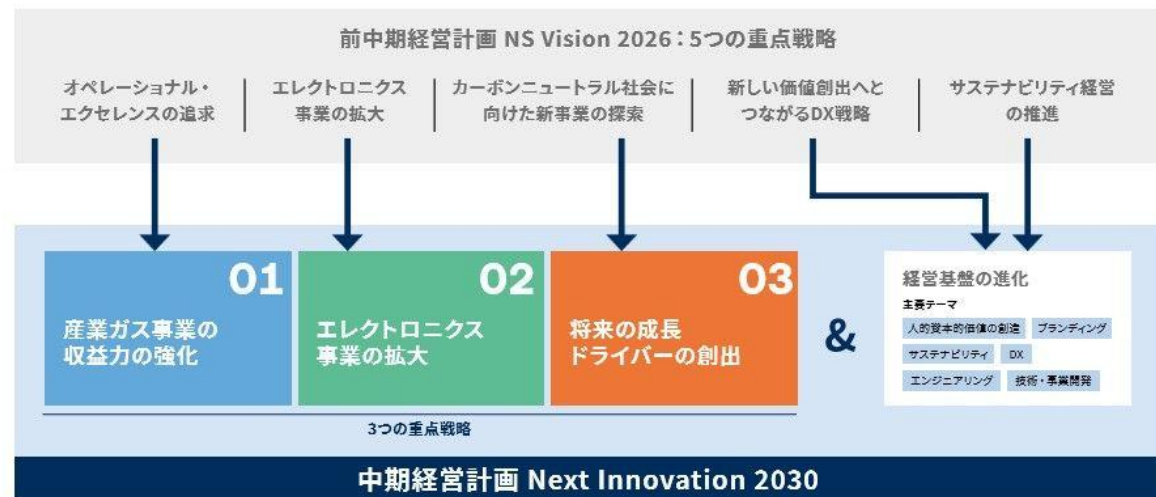 前中期経営計画 NS Vision 2026：5つの重点戦略
オペレーショナル・
エクセレンスの追求
エレクトロニクス
事業の拡大
カーボンニュートラル社会に
向けた新事業の探索
新しい価値創出へと
つながるDX戦略
サステナビリティ経営
の推進
01
産業ガス事業の
収益力の強化
02
エレクトロニクス
事業の拡大
03
将来の成長
ドライバーの創出
&
経営基盤の進化
主要テーマ
人的資本的価値の創造 ブランディング
サステナビリティ DX
エンジニアリング 技術・事業開発
3つの重点戦略
中期経営計画 Next Innovation 2030